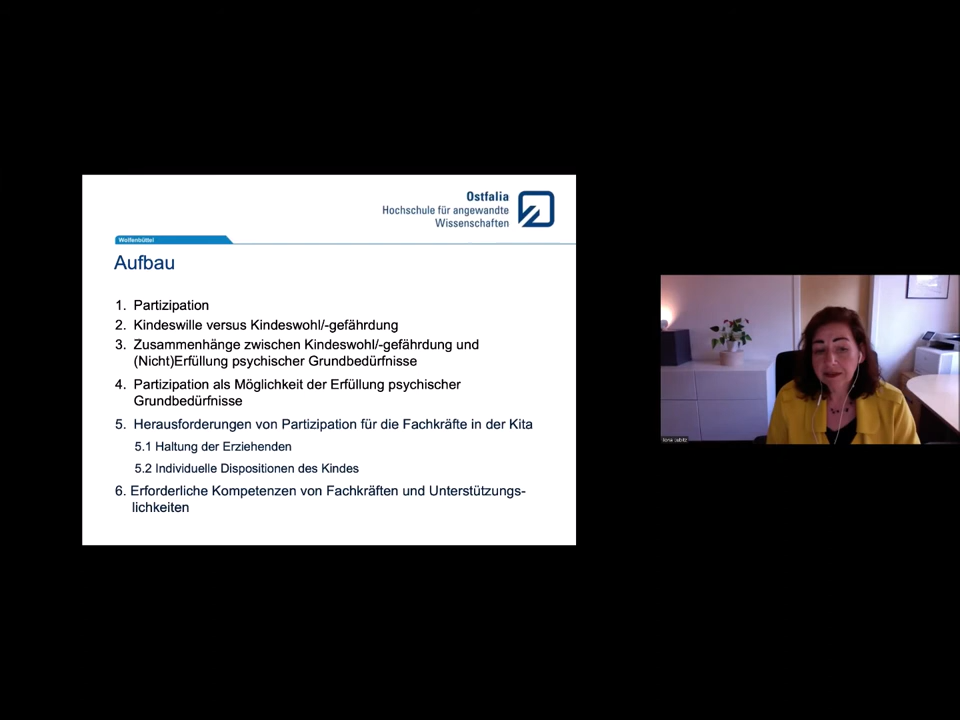 Ostfalia
Hochschule für angewandte
Wissenschaften
Wolfenbüttel
Aufbau
1. Partizipation
2. Kindeswille versus Kindeswohl/-gefährdung
3. Zusammenhänge zwischen Kindeswohl/-gefährdung und
(Nicht)Erfüllung psychischer Grundbedürfnisse
4. Partizipation als Möglichkeit der Erfüllung psychischer
Grundbedürfnisse
5. Herausforderungen von Partizipation für die Fachkräfte in der Kita
5.1 Haltung der Erziehenden
5.2 Individuelle Dispositionen des Kindes
6. Erforderliche Kompetenzen von Fachkräften und Unterstützungs-
lichkeiten